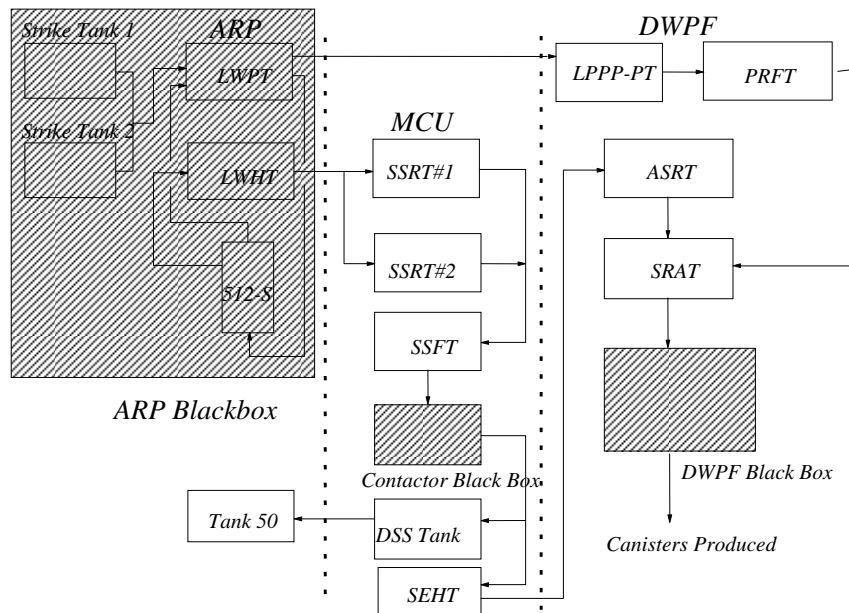 Strike Tank 1
ARP
DWPF
LWPT
LPPP-PT
PRFT
Strike Tank 2
MCU
LWHT
SSRT#1
ASRT
SSRT#2
SRAT
512-S
SSFT
ARP Blackbox
Contactor Black Box
DWPF Black Box
Tank 50
DSS Tank
Canisters Produced
SEHT